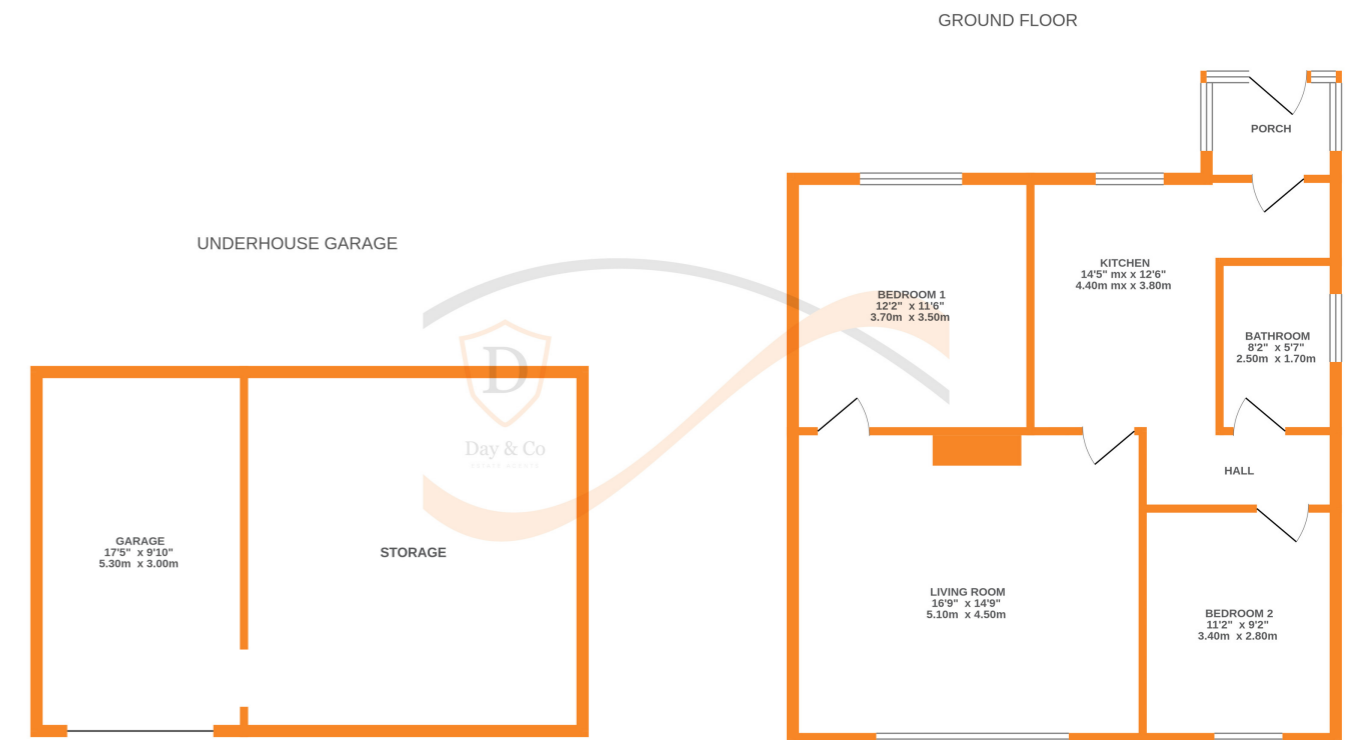 GROUND FLOOR
PORCH
UNDERHOUSE GARAGE
KITCHEN
14'5" mx x 12'6"
4.40m mx x 3.80m
BEDROOM 1
12'2" x 11'6"
3.70m x 3.50m
BATHROOM
8'2" x 5'7"
2.50m x 1.70m
D
Day & Co
ESTATE AGENTS
HALL
GARAGE
17'5" x 9'10"
5.30m x 3.00m
STORAGE
LIVING ROOM
16'9" x 14'9"
5.10m x 4.50m
BEDROOM 2
11'2" x 9'2"
3.40m x 2.80m